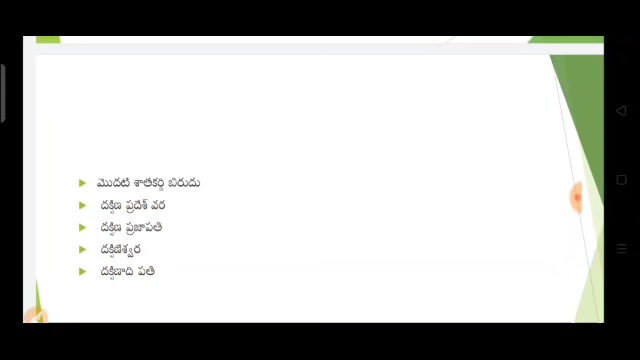 మొదటి శాతకర్ణి బిరుదు
దక్షిణ ప్రదేశ్ వర
దక్షిణ ప్రజాపతి
దక్షిణేశ్వర
దక్షిణాది పతి